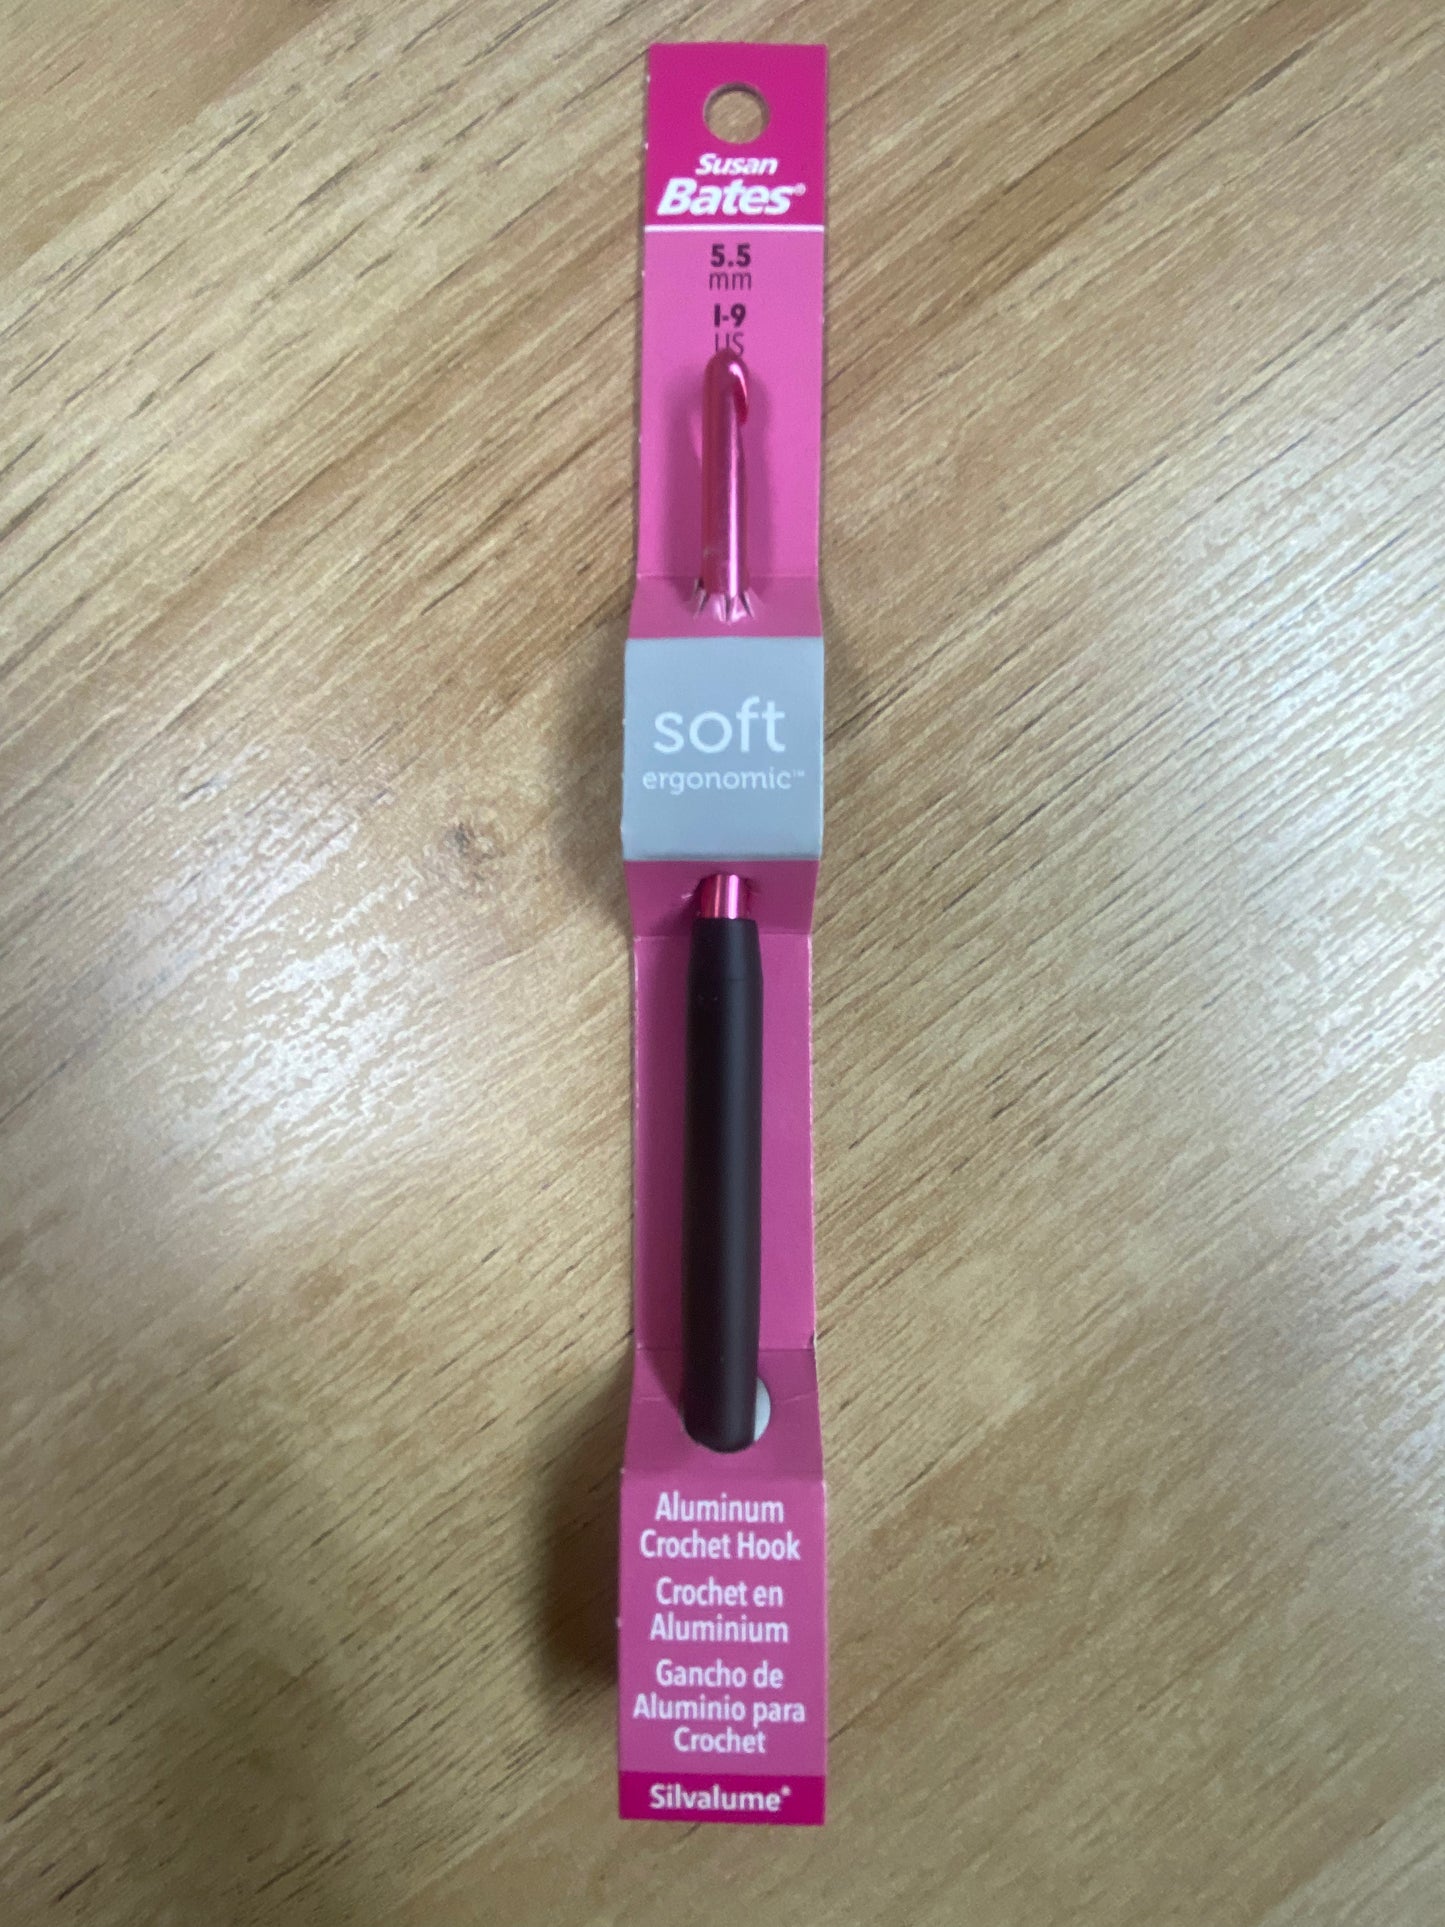 Susan
Bates®
5.5
mm
I-9
US
soft
ergonomic™
Aluminum
Crochet Hook
Crochet en
Aluminium
Gancho de
Aluminio para
Crochet
Silvalume®